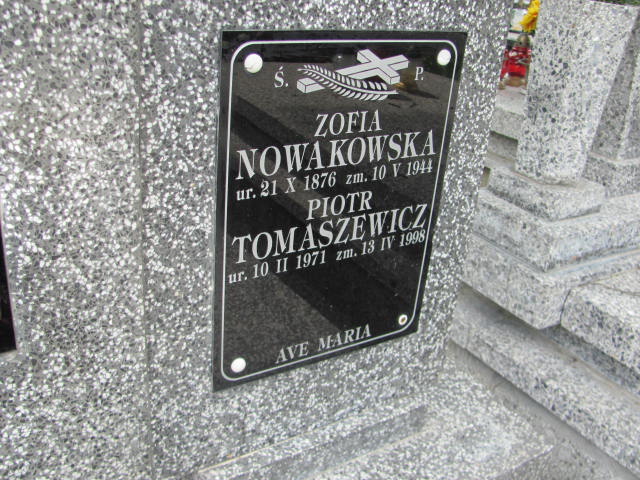 Ś. P.
ZOFIA
NOWAKOWSKA
ur. 21 X 1876 zm. 10 V 1944
PIOTR
TOMASZEWICZ
ur. 10 II 1971 zm. 13 IV 1998
AVE MARIA